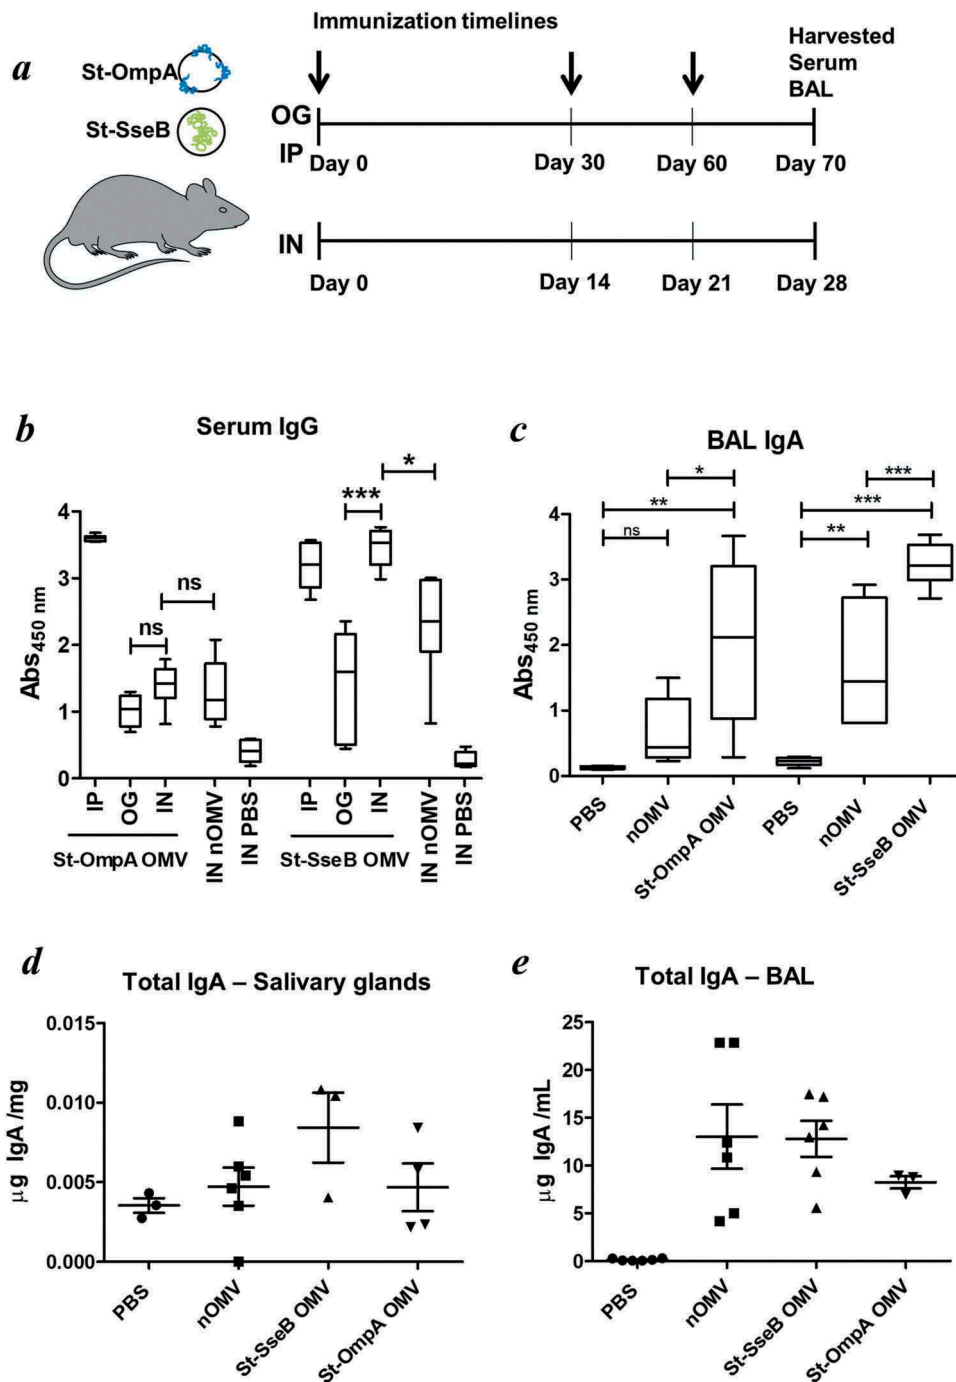 Immunization timelines
a
St-OmpA
St-SseB
Harvested
Serum
BAL
OG
IP
Day 0
Day 30
Day 60
Day 70
IN
Day 0
Day 14
Day 21
Day 28
b
Serum IgG
Abs450 nm
4
3
2
1
0
ns
ns
***
*
IP
OG
IN
IN nOMV
IN PBS
IP
OG
IN
IN nOMV
IN PBS
St-OmpA OMV
St-SseB OMV
c
BAL IgA
Abs450 nm
4
3
2
1
0
*
**
ns
***
***
**
PBS
nOMV
St-OmpA OMV
PBS
nOMV
St-SseB OMV
d
Total IgA – Salivary glands
μg IgA /mg
0.015
0.010
0.005
0.000
PBS
nOMV
St-SseB OMV
St-OmpA OMV
e
Total IgA – BAL
μg IgA /mL
25
20
15
10
5
0
PBS
nOMV
St-SseB OMV
St-OmpA OMV